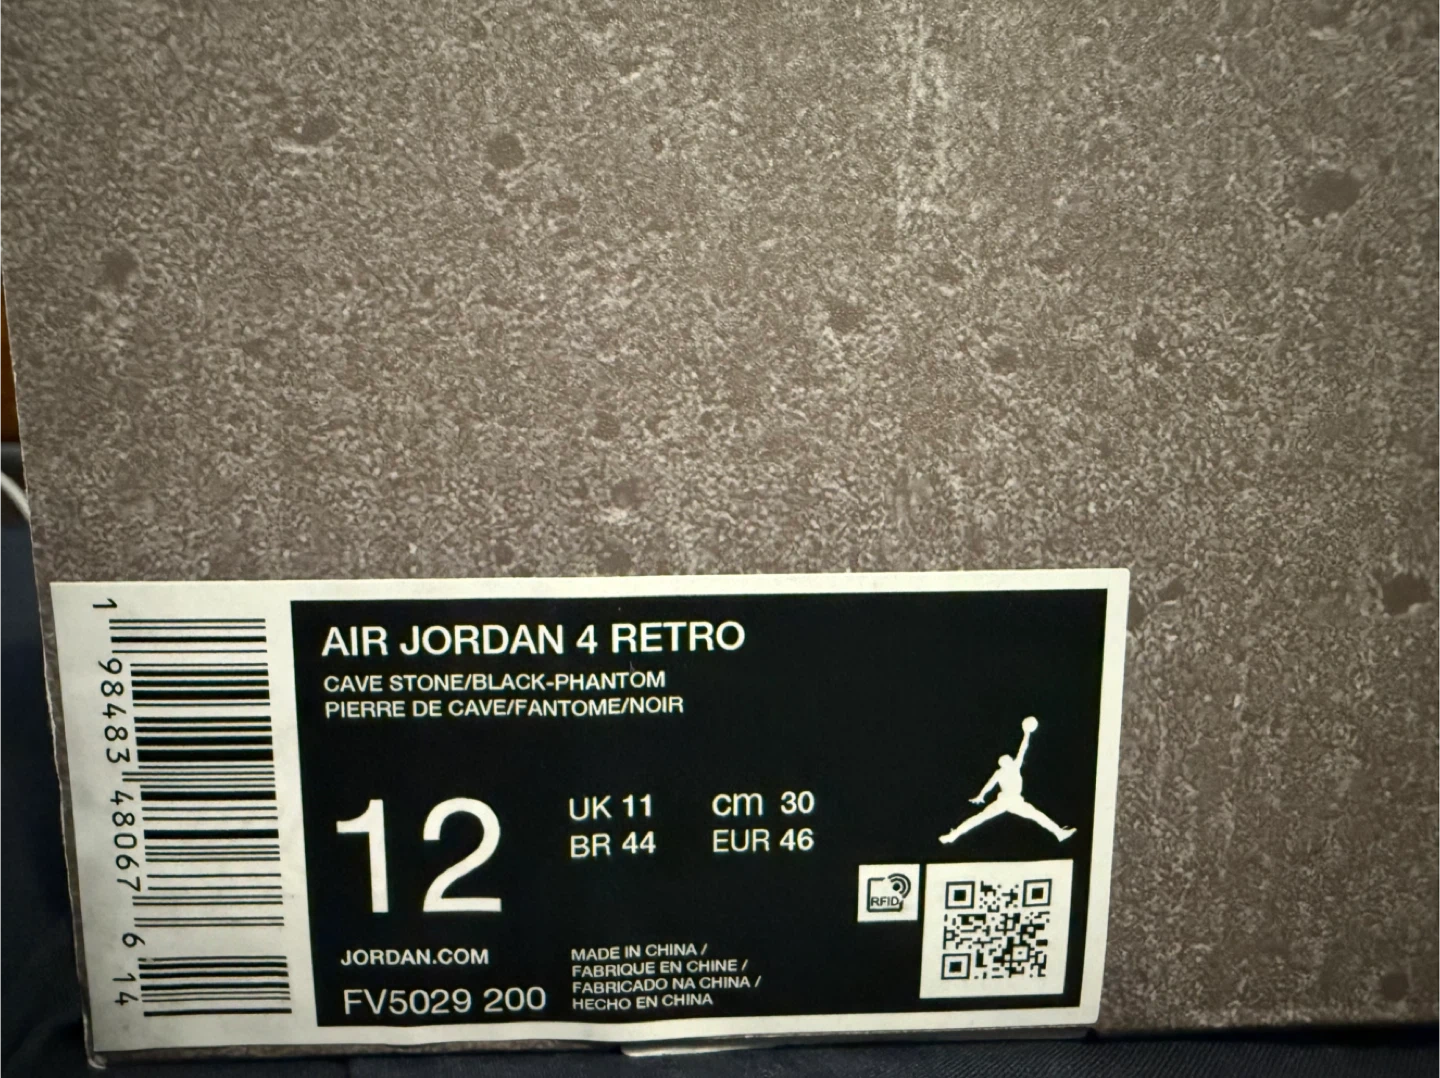 AIR JORDAN 4 RETRO
CAVE STONE/BLACK-PHANTOM
PIERRE DE CAVE/FANTOME/NOIR
12
UK 11 cm 30
BR 44 EUR 46
RFID
JORDAN.COM
FV5029 200
MADE IN CHINA /
FABRIQUE EN CHINE /
FABRICADO NA CHINA /
HECHO EN CHINA
1 98483 48067 6 14